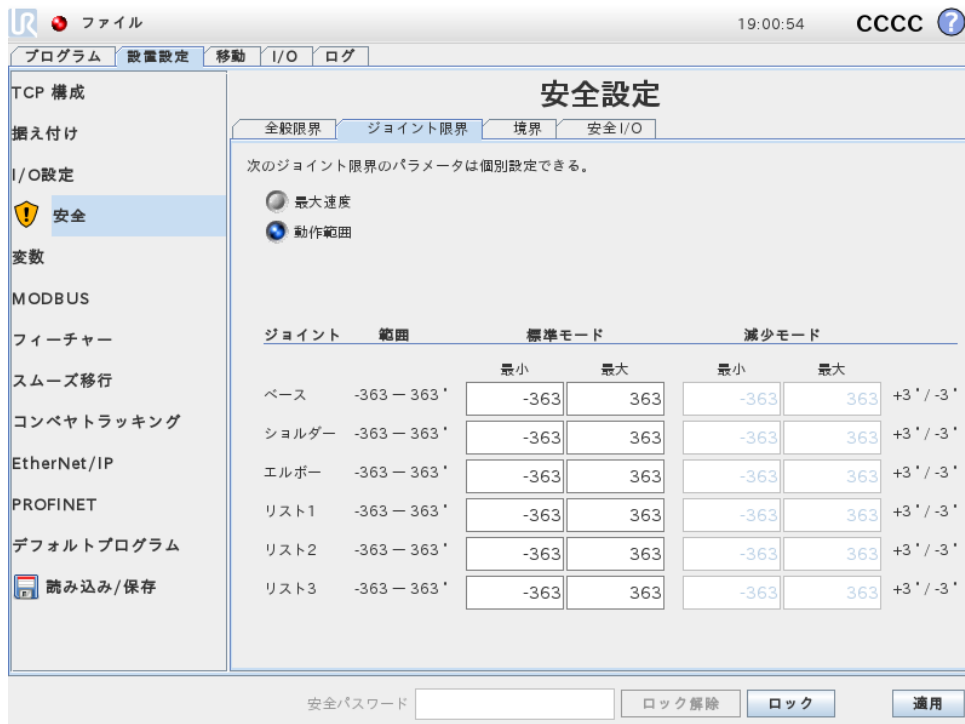 UR ファイル 19:00:54 CCCC ?
プログラム 設置設定 移動 I/O ログ
TCP 構成
据え付け
I/O設定
安全
変数
MODBUS
フィーチャー
スムーズ移行
コンベヤトラッキング
EtherNet/IP
PROFINET
デフォルトプログラム
読み込み/保存
安全設定
全般限界 ジョイント限界 境界 安全I/O
次のジョイント限界のパラメータは個別設定できる。
最大速度
動作範囲
ジョイント 範囲 標準モード 減少モード
最小 最大 最小 最大
ベース -363 — 363 ° -363 363 -363 363 +3 ° / -3 °
ショルダー -363 — 363 ° -363 363 -363 363 +3 ° / -3 °
エルボー -363 — 363 ° -363 363 -363 363 +3 ° / -3 °
リスト1 -363 — 363 ° -363 363 -363 363 +3 ° / -3 °
リスト2 -363 — 363 ° -363 363 -363 363 +3 ° / -3 °
リスト3 -363 — 363 ° -363 363 -363 363 +3 ° / -3 °
安全パスワード ロック解除 ロック 適用